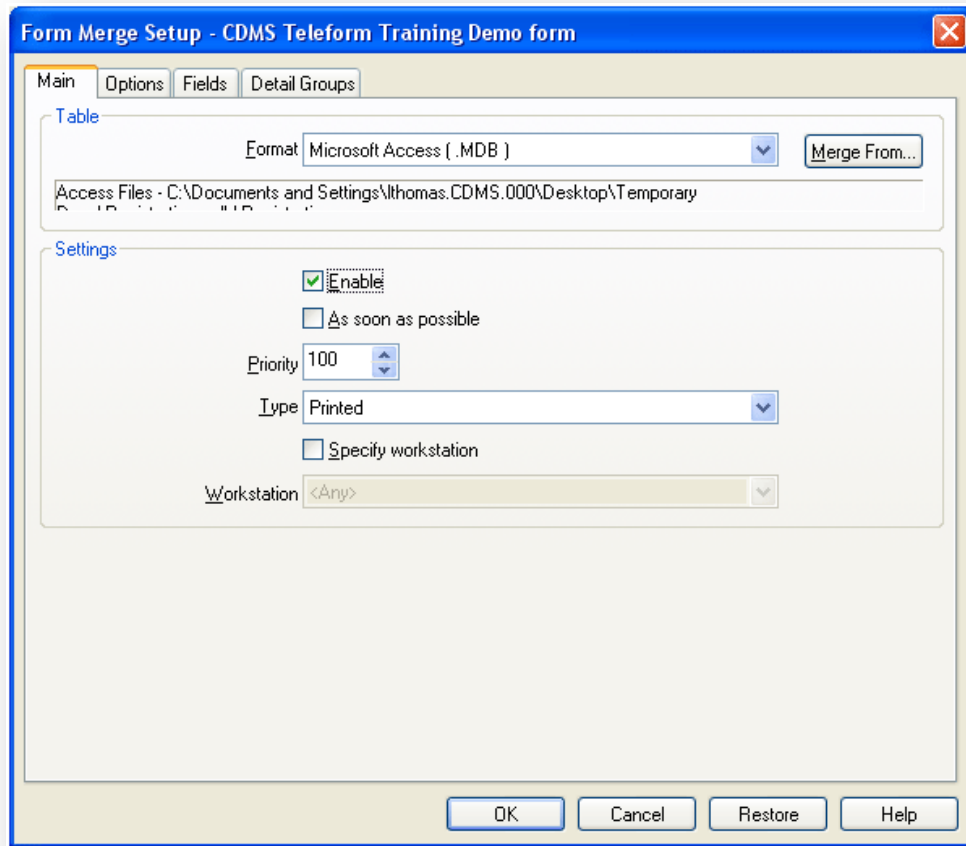 Form Merge Setup - CDMS Teleform Training Demo form
Main Options Fields Detail Groups
Table
Format Microsoft Access ( .MDB ) Merge From...
Access Files - C:\Documents and Settings\lthomas.CDMS.000\Desktop\Temporary
Settings
Enable
As soon as possible
Priority 100
Type Printed
Specify workstation
Workstation <Any>
OK Cancel Restore Help